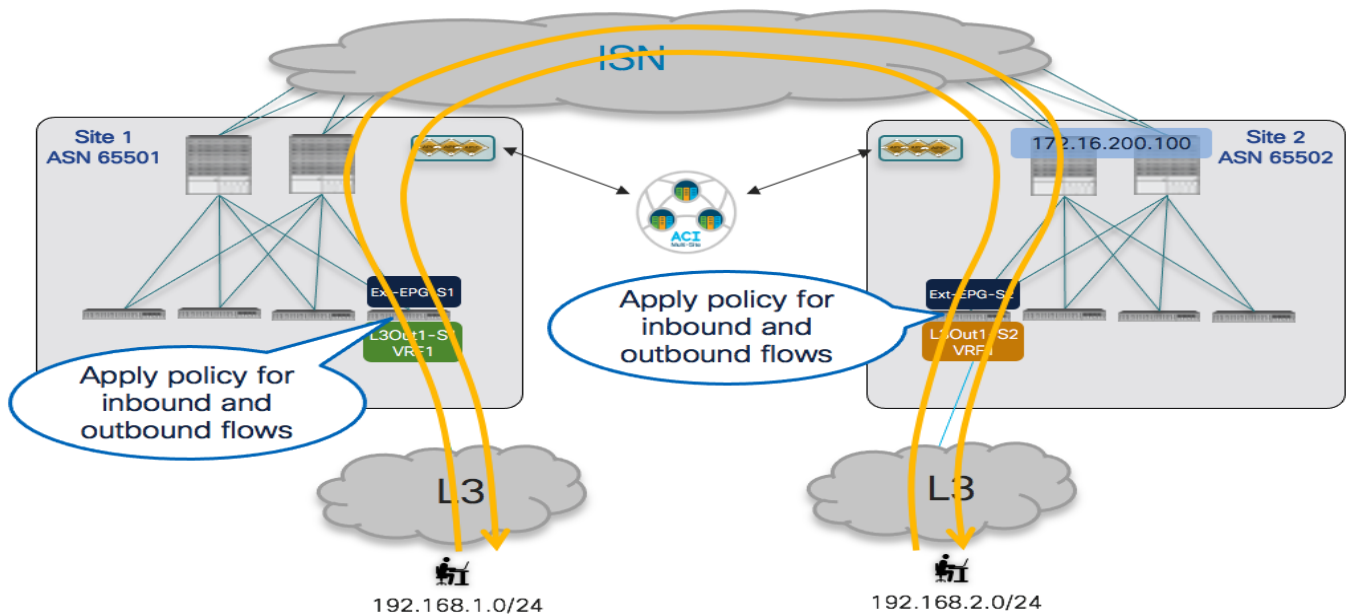 ISN
Site 1
ASN 65501
172.16.200.100
Site 2
ASN 65502
ACI
Multi-Site
Ext-EPG-S1
L3Out1-S1
VRF1
Apply policy for
inbound and
outbound flows
Apply policy for
inbound and
outbound flows
Ext-EPG-S2
L3Out1-S2
VRF1
L3
L3
192.168.1.0/24
192.168.2.0/24